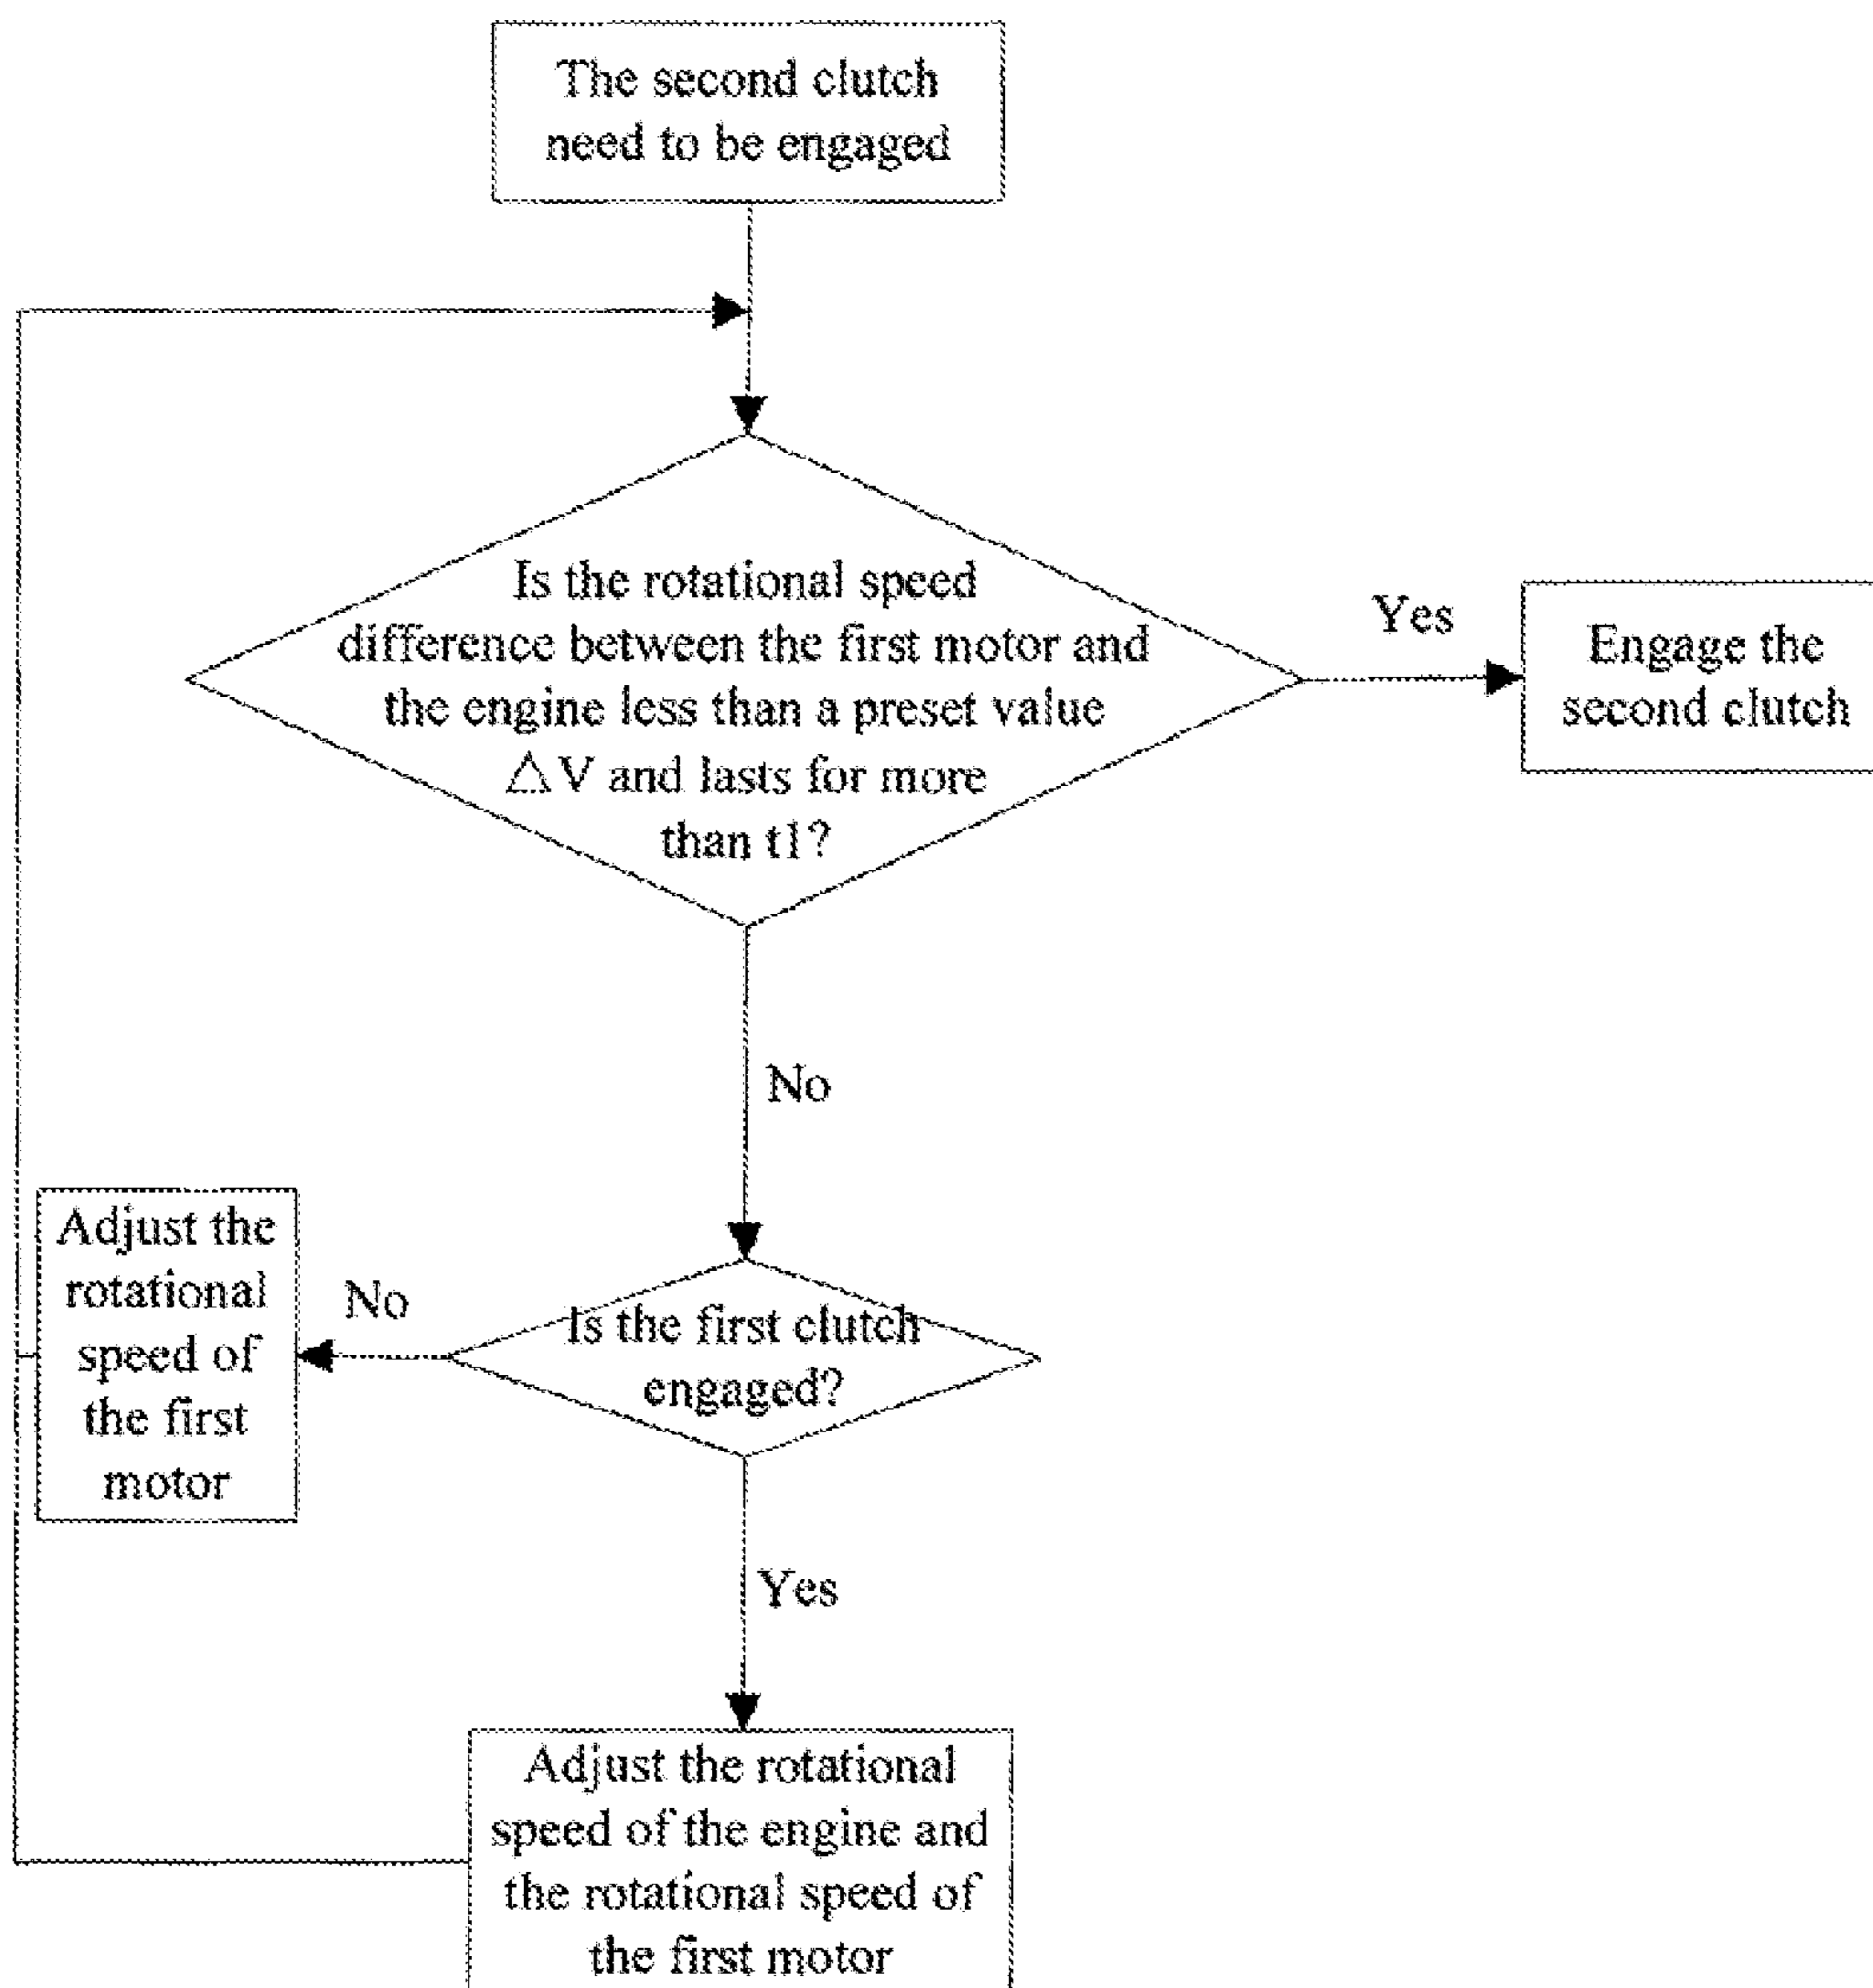 The second clutch
need to be engaged
Is the rotational speed
difference between the first motor and
the engine less than a preset value
△V and lasts for more
than t1?
Yes
Engage the
second clutch
No
Is the first clutch
engaged?
No
Adjust the
rotational
speed of
the first
motor
Yes
Adjust the rotational
speed of the engine and
the rotational speed of
the first motor